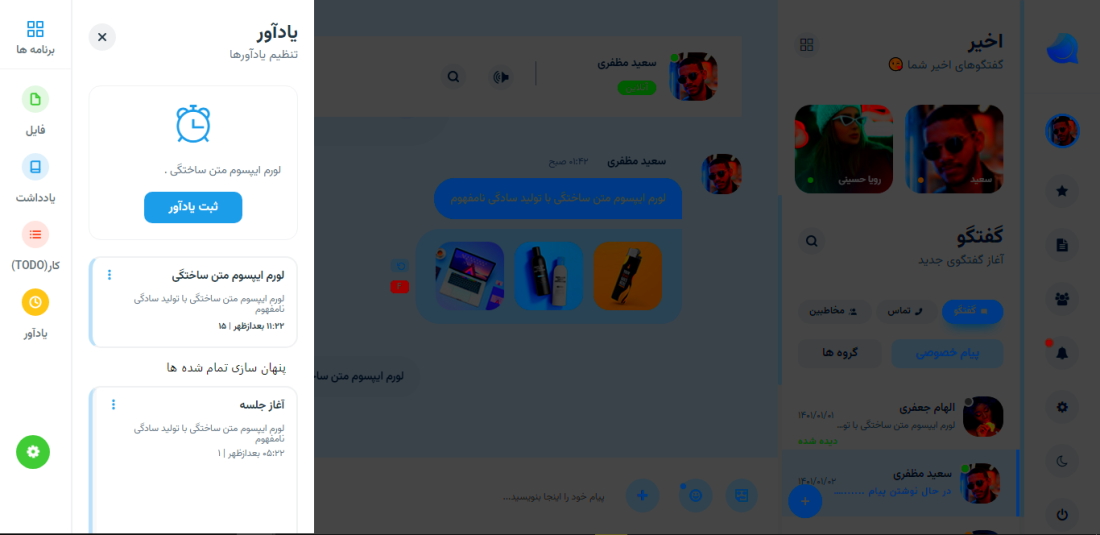 اخیر
گفتگوهای اخیر شما
سعید
رویا حسینی
گفتگو
آغاز گفتگوی جدید
گفتگو
تماس
مخاطبین
پیام خصوصی
گروه ها
الهام جعفری
۱۴۰۱/۰۱/۰۱
لورم ایپسوم متن ساختگی با تو...
دیده شده
سعید مظفری
۱۴۰۱/۰۱/۰۲
در حال نوشتن پیام .........
سعید مظفری
سعید مظفری
۰۱:۴۲ صبح
لورم ایپسوم متن ساختگی با تولید سادگی نامفهوم
لورم ایپسوم متن ساخ
پیام خود را اینجا بنویسید...
یادآور
تنظیم یادآورها
لورم ایپسوم متن ساختگی .
ثبت یادآور
لورم ایپسوم متن ساختگی
لورم ایپسوم متن ساختگی با تولید سادگی
نامفهوم
۱۱:۲۲ بعدازظهر | ۱۵
پنهان سازی تمام شده ها
آغاز جلسه
لورم ایپسوم متن ساختگی با تولید سادگی
نامفهوم
۰۵:۲۲ بعدازظهر | ۱
برنامه ها
فایل
یادداشت
کار(TODO)
یادآور